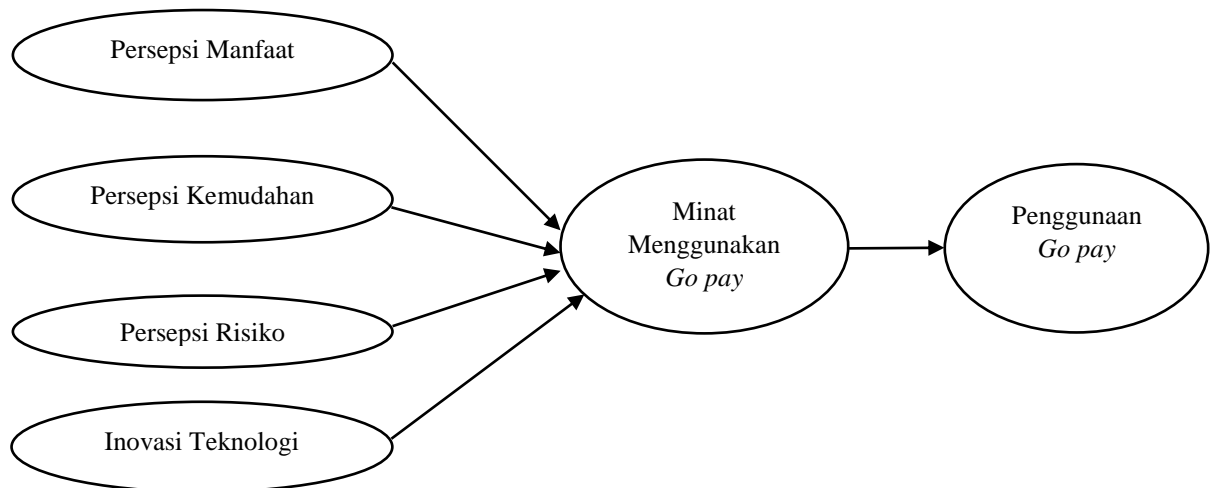 Persepsi Manfaat
Persepsi Kemudahan
Persepsi Risiko
Inovasi Teknologi
Minat
Menggunakan
Go pay
Penggunaan
Go pay